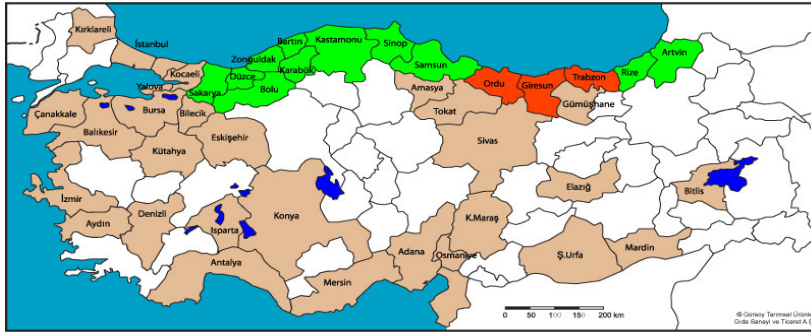 Kırklareli
İstanbul
Kocaeli
Yalova
Sakarya
Düzce
Zonguldak
Bartın
Karabük
Bolu
Kastamonu
Sinop
Samsun
Ordu
Giresun
Trabzon
Rize
Artvin
Amasya
Tokat
Gümüşhane
Çanakkale
Balıkesir
Bursa
Bilecik
Eskişehir
Kütahya
Sivas
Elazığ
Bitlis
İzmir
Aydın
Denizli
Isparta
Konya
Antalya
Mersin
Adana
Osmaniye
K.Maraş
Ş.Urfa
Mardin
0 50 100 150 200 km
© Gürsoy Tarımsal Ürünl
Gıda Sanayi ve Ticaret A.Ş